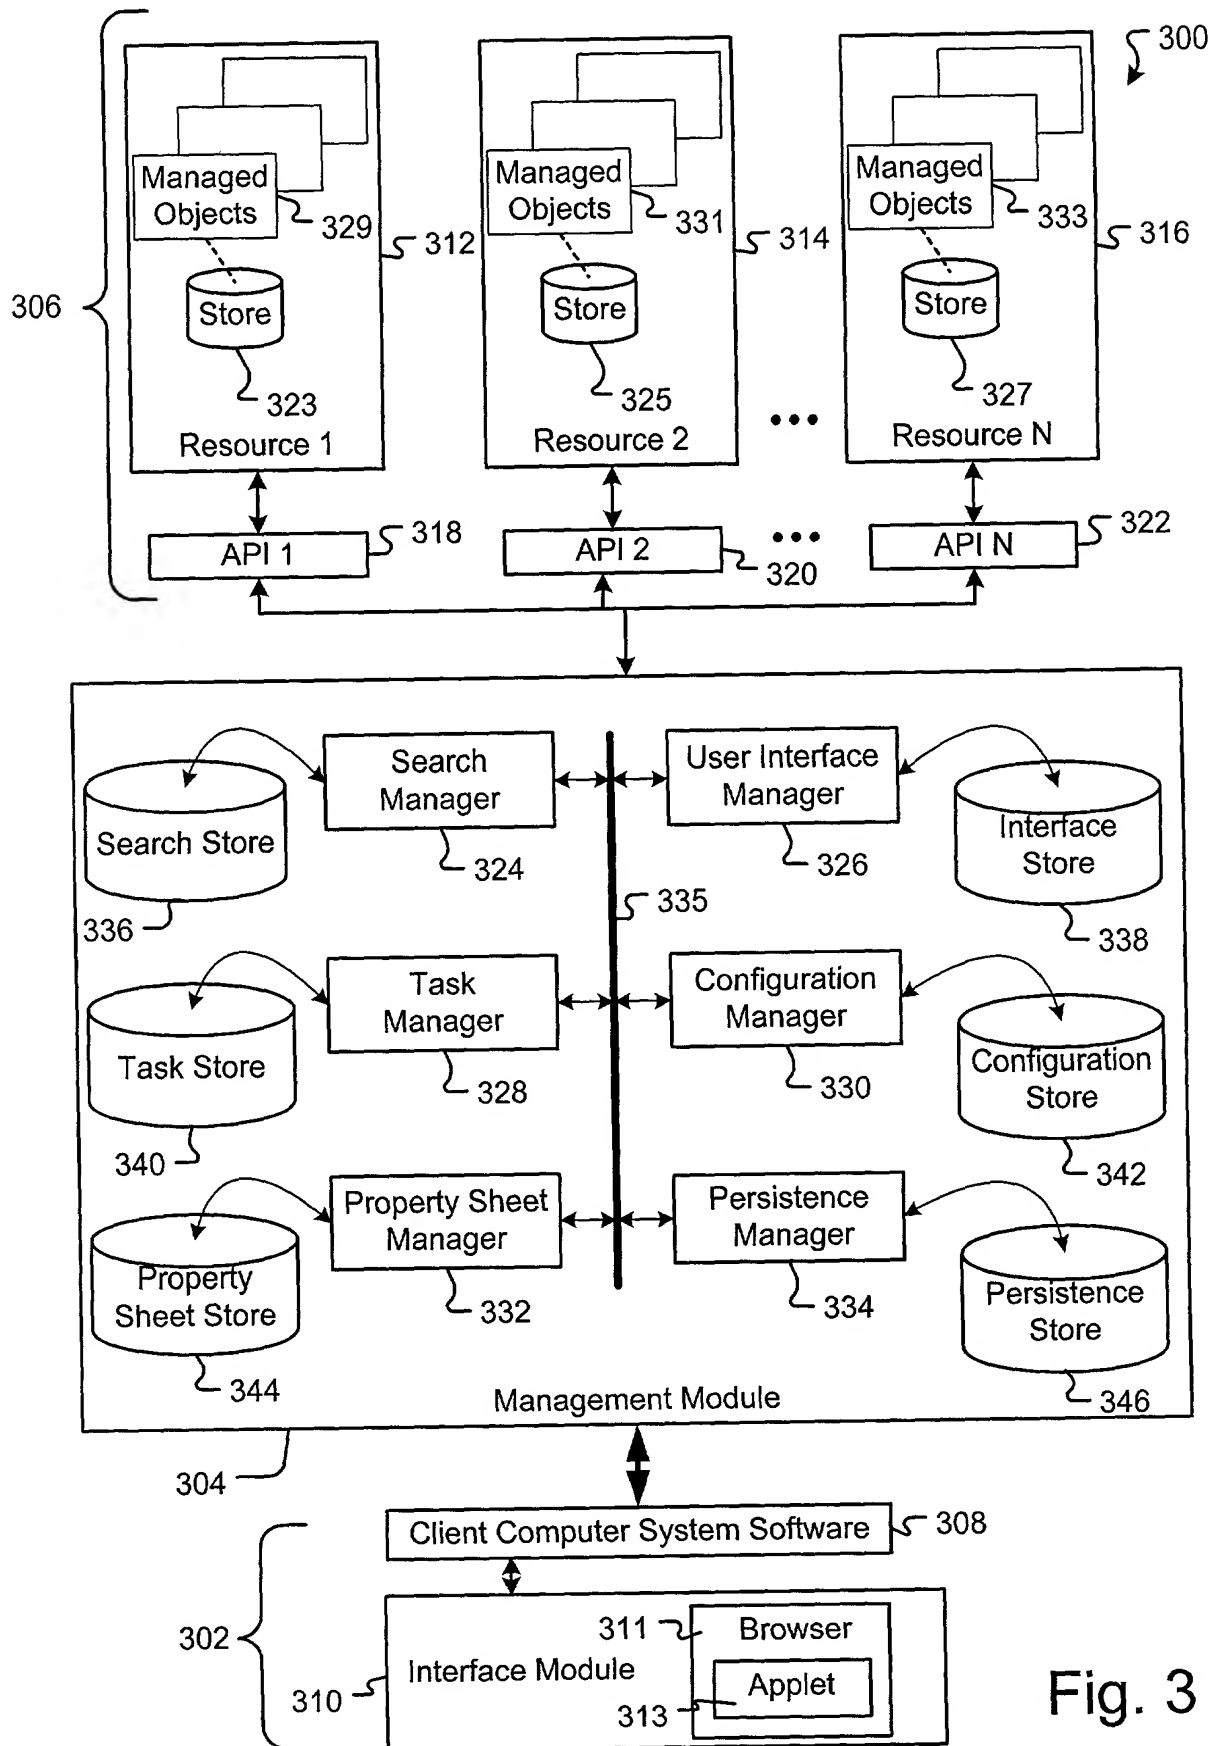 300
Managed
Objects
329
312
Managed
Objects
331
314
Managed
Objects
333
316
306
Store
323
Resource 1
Store
325
Resource 2
...
Store
327
Resource N
API 1
318
API 2
320
...
API N
322
Search
Manager
324
User Interface
Manager
326
Search Store
336
Interface
Store
338
335
Task
Manager
328
Configuration
Manager
330
Task Store
340
Configuration
Store
342
Property Sheet
Manager
332
Persistence
Manager
334
Property
Sheet Store
344
Persistence
Store
346
Management Module
304
Client Computer System Software
308
302
310
Interface Module
311
Browser
Applet
313
Fig. 3